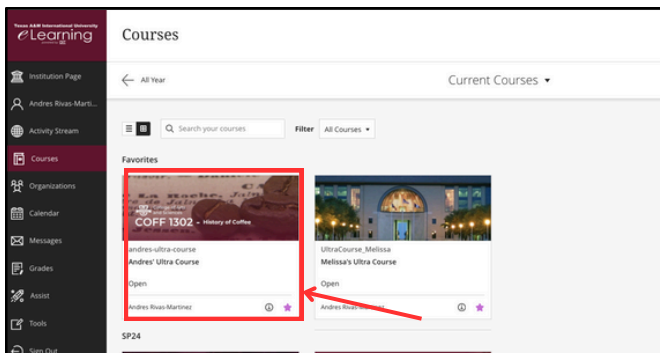 Texas A&M International University
eLearning
Institution Page
Andres Rivas-Marti...
Activity Stream
Courses
Organizations
Calendar
Messages
Grades
Assist
Tools
Sign Out
Courses
All Year
Current Courses
Search your courses
Filter
All Courses
Favorites
COFF 1302 - History of Coffee
andres-ultra-course
Andres' Ultra Course
Open
Andres Rivas-Martinez
UltraCourse_Melissa
Melissa's Ultra Course
Open
Andres Rivas-Martinez
SP24